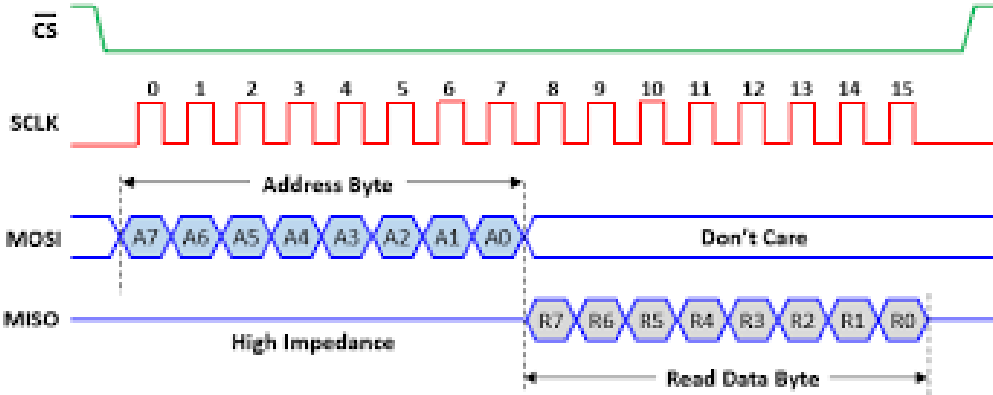 CS
0 1 2 3 4 5 6 7 8 9 10 11 12 13 14 15
SCLK
Address Byte
MOSI A7 A6 A5 A4 A3 A2 A1 A0 Don't Care
MISO R7 R6 R5 R4 R3 R2 R1 R0
High Impedance
Read Data Byte